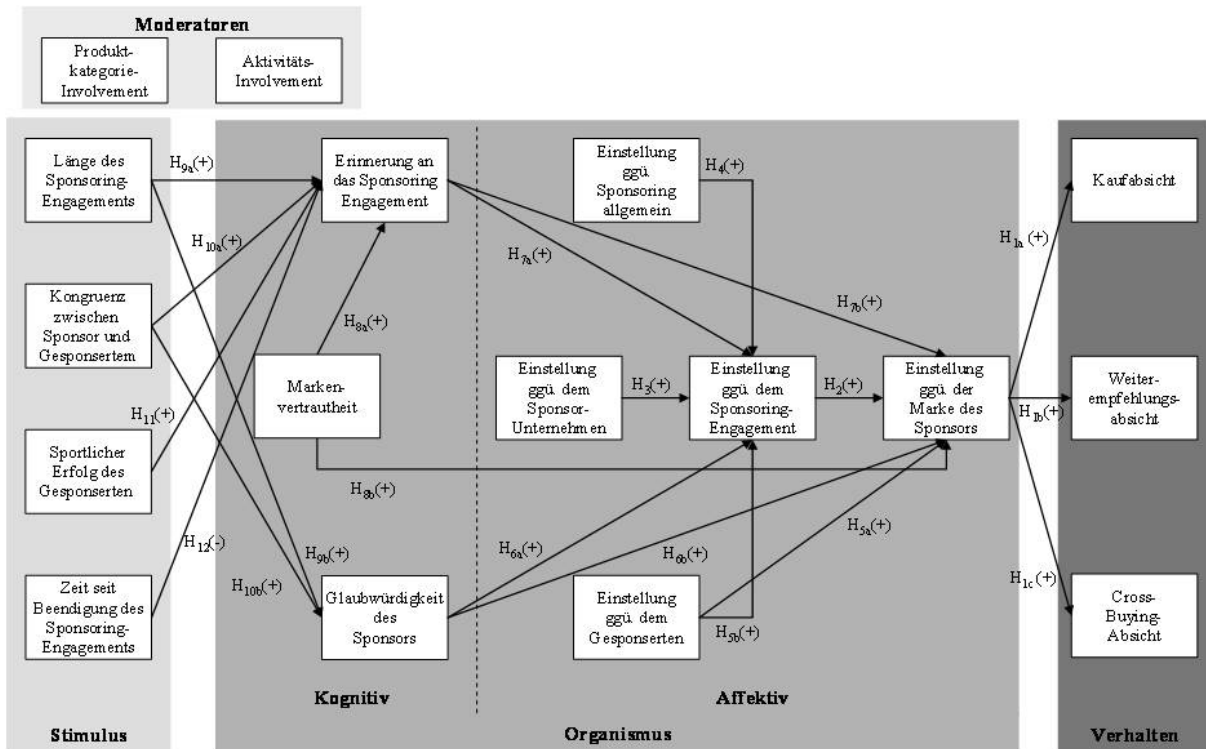 Moderatoren
Produkt-
kategorie-
Involvement
Aktivitäts-
Involvement
Länge des
Sponsoring-
Engagements
H9a(+)
Erinnerung an
das Sponsoring
Engagement
Einstellung
ggü
Sponsoring
allgemein
H4(+)
Kaufabsicht
H10a(+)
H7a(+)
H1a (+)
Kongruenz
zwischen
Sponsor und
Gesponsertem
H8a(+)
H7b(+)
Marken-
vertrautheit
Einstellung
ggü dem
Sponsor-
Unternehmen
H3(+)
Einstellung
ggü dem
Sponsoring-
Engagement
H2(+)
Einstellung
ggü der
Marke des
Sponsors
H1b(+)
Weiter-
empfehlungs-
absicht
H11(+)
Sportlicher
Erfolg des
Gesponserten
H8b(+)
H12(-)
H9b(+)
H10b(+)
H6a(+)
H6b(+)
H5a(+)
H1c(+)
Zeit seit
Beendigung des
Sponsoring-
Engagements
Glaubwürdigkeit
des
Sponsors
Einstellung
ggü dem
Gesponserten
H5b(+)
Cross-
Buying-
Absicht
Kognitiv
Affektiv
Stimulus
Organismus
Verhalten